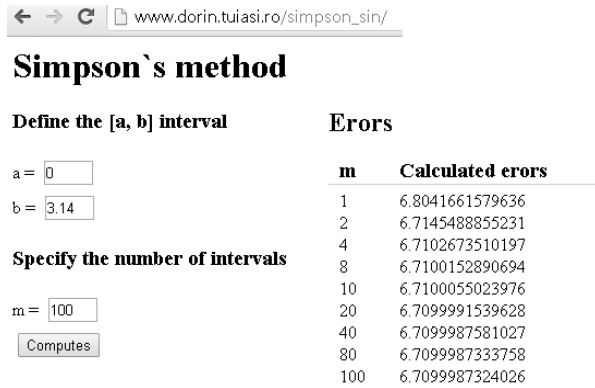 www.dorin.tuiasi.ro/simpson_sin/
Simpson`s method
Define the [a, b] interval
a = 0
b = 3.14
Specify the number of intervals
m = 100
Computes
Erors
m Calculated erors
1 6.8041661579636
2 6.7145488855231
4 6.7102673510197
8 6.7100152890694
10 6.7100055023976
20 6.7099991539628
40 6.7099987581027
80 6.7099987333758
100 6.7099987324026